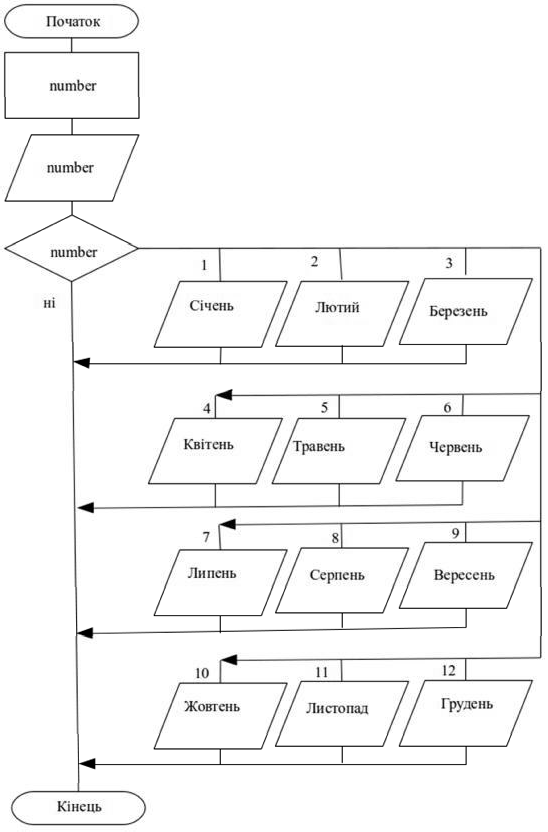 Початок
number
number
number
ні
1 2 3
Січень Лютий Березень
4 5 6
Квітень Травень Червень
7 8 9
Липень Серпень Вересень
10 11 12
Жовтень Листопад Грудень
Кінець